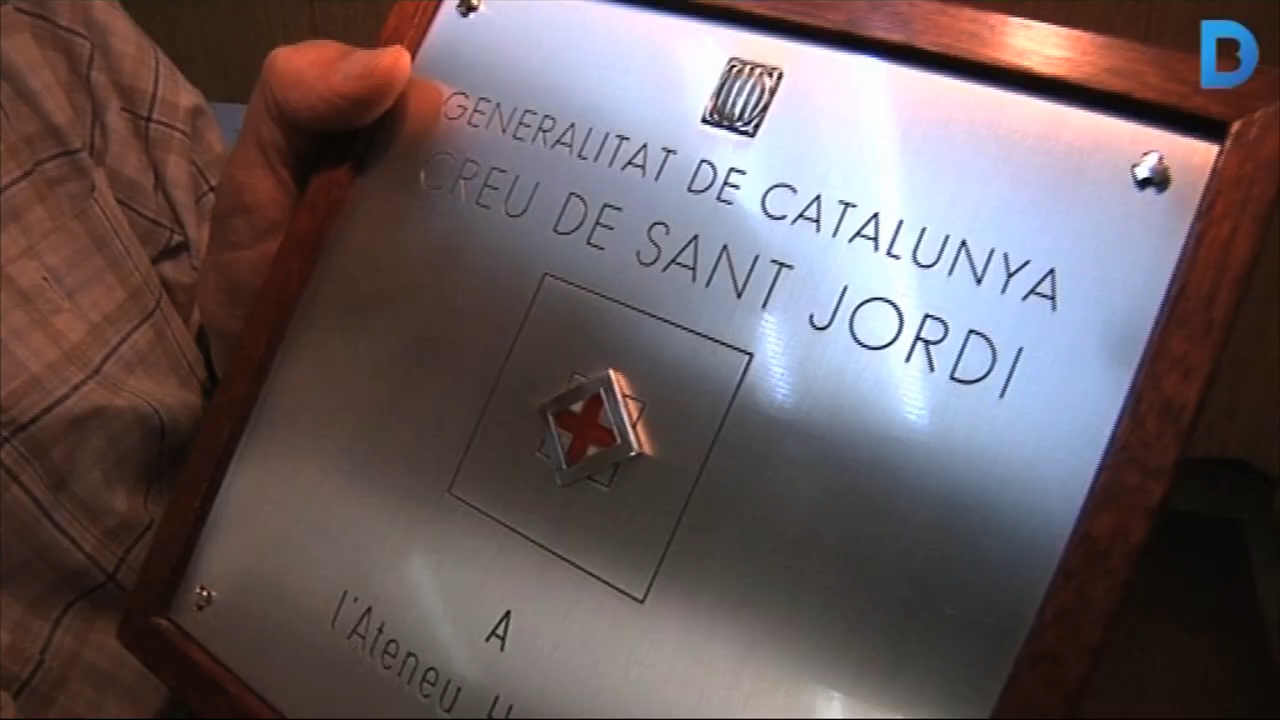 GENERALITAT DE CATALUNYA
CREU DE SANT JORDI
A
l'Ateneu
B